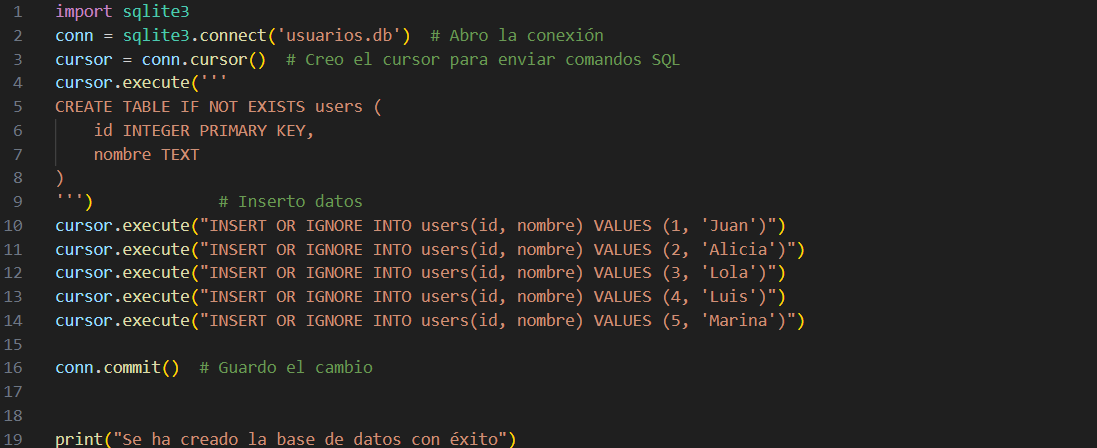 1 import sqlite3
2 conn = sqlite3.connect('usuarios.db')  # Abro la conexión
3 cursor = conn.cursor()  # Creo el cursor para enviar comandos SQL
4 cursor.execute('''
5 CREATE TABLE IF NOT EXISTS users (
6     id INTEGER PRIMARY KEY,
7     nombre TEXT
8 )
9 ''')             # Inserto datos
10 cursor.execute("INSERT OR IGNORE INTO users(id, nombre) VALUES (1, 'Juan')")
11 cursor.execute("INSERT OR IGNORE INTO users(id, nombre) VALUES (2, 'Alicia')")
12 cursor.execute("INSERT OR IGNORE INTO users(id, nombre) VALUES (3, 'Lola')")
13 cursor.execute("INSERT OR IGNORE INTO users(id, nombre) VALUES (4, 'Luis')")
14 cursor.execute("INSERT OR IGNORE INTO users(id, nombre) VALUES (5, 'Marina')")
15
16 conn.commit()  # Guardo el cambio
17
18
19 print("Se ha creado la base de datos con éxito")